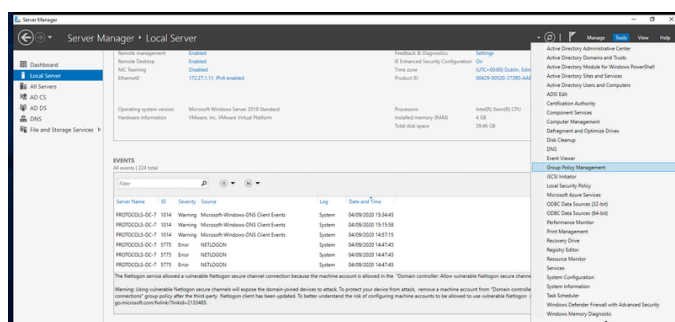 Server Manager
Server Manager • Local Server
Manage Tools View Help
Dashboard
Local Server
All Servers
AD CS
AD DS
DNS
File and Storage Services
Remote management Enabled
Remote Desktop Enabled
NIC Teaming Disabled
Ethernet0 172.27.1.11, IPv6 enabled
Feedback & Diagnostics Settings
IE Enhanced Security Configuration On
Time zone (UTC+00:00) Dublin, Edin
Product ID
Operating system version Microsoft Windows Server 2019 Standard
Hardware information VMware, Inc. VMware Virtual Platform
Processors Intel(R) Xeon(R) CPU
Installed memory (RAM) 4 GB
Total disk space 39.46 GB
EVENTS
All events | 224 total
Filter
Server Name ID Severity Source Log Date and Time
PROTOCOLS-DC-7 1014 Warning Microsoft-Windows-DNS Client Events System 04/09/2020 15:34:45
PROTOCOLS-DC-7 1014 Warning Microsoft-Windows-DNS Client Events System 04/09/2020 15:15:58
PROTOCOLS-DC-7 1014 Warning Microsoft-Windows-DNS Client Events System 04/09/2020 14:57:15
PROTOCOLS-DC-7 5775 Error NETLOGON System 04/09/2020 14:47:45
PROTOCOLS-DC-7 5775 Error NETLOGON System 04/09/2020 14:47:45
PROTOCOLS-DC-7 5775 Error NETLOGON System 04/09/2020 14:47:45
The Netlogon service allowed a vulnerable Netlogon secure channel connection because the machine account is allowed in the "Domain controller: Allow vulnerable Netlogon secure channe
Warning: Using vulnerable Netlogon secure channels will expose the domain-joined devices to attack. To protect your device from attack, remove a machine account from "Domain controlle
connections" group policy after the third-party Netlogon client has been updated. To better understand the risk of configuring machine accounts to be allowed to use vulnerable Netlogon
go.microsoft.com/fwlink/?linkid=2133485.
Active Directory Administrative Center
Active Directory Domains and Trusts
Active Directory Module for Windows PowerShell
Active Directory Sites and Services
Active Directory Users and Computers
ADSI Edit
Certification Authority
Component Services
Computer Management
Defragment and Optimize Drives
Disk Cleanup
DNS
Event Viewer
Group Policy Management
iSCSI Initiator
Local Security Policy
Microsoft Azure Services
ODBC Data Sources (32-bit)
ODBC Data Sources (64-bit)
Performance Monitor
Print Management
Recovery Drive
Registry Editor
Resource Monitor
Services
System Configuration
System Information
Task Scheduler
Windows Defender Firewall with Advanced Security
Windows Memory Diagnostic